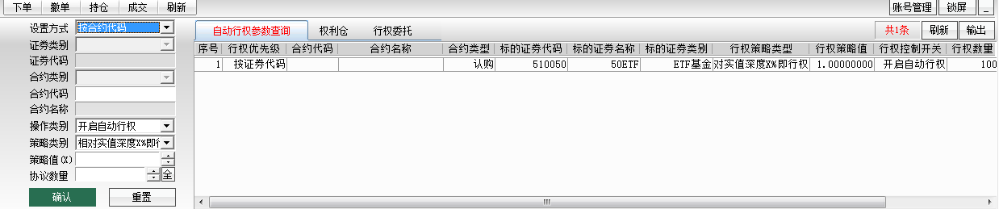 下单 撤单 持仓 成交 刷新 账号管理 锁屏 _
设置方式 按合约代码
证券类别
证券代码
合约类别
合约代码
合约名称
操作类别 开启自动行权
策略类别 相对实值深度X%即行
策略值(X)
协议数量 全
确认 重置
自动行权参数查询 权利仓 行权委托 共1条 刷新 输出
序号 行权优先级 合约代码 合约名称 合约类型 标的证券代码 标的证券名称 标的证券类别 行权策略类型 行权策略值 行权控制开关 行权数量
1 按证券代码 认购 510050 50ETF ETF基金 对实值深度X%即行权 1.00000000 开启自动行权 100